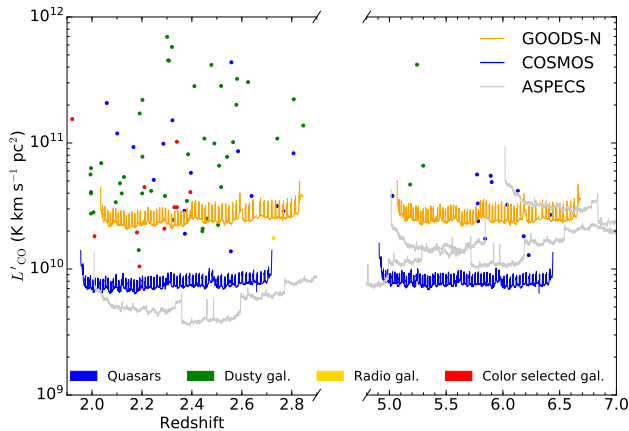 10^12
10^11
10^10
10^9
L′CO (K km s^−1 pc^2)
GOODS-N
COSMOS
ASPECS
Quasars
Dusty gal.
Radio gal.
Color selected gal.
2.0 2.2 2.4 2.6 2.8 5.0 5.5 6.0 6.5 7.0
Redshift